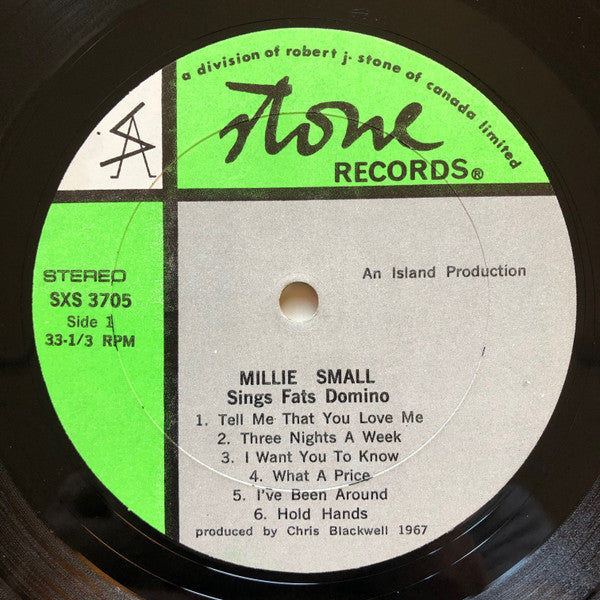 a division of robert j. stone of canada limited
stone
RECORDS®
STEREO
SXS 3705
Side 1
33-1/3 RPM
An Island Production
MILLIE SMALL
Sings Fats Domino
1. Tell Me That You Love Me
2. Three Nights A Week
3. I Want You To Know
4. What A Price
5. I've Been Around
6. Hold Hands
produced by Chris Blackwell 1967